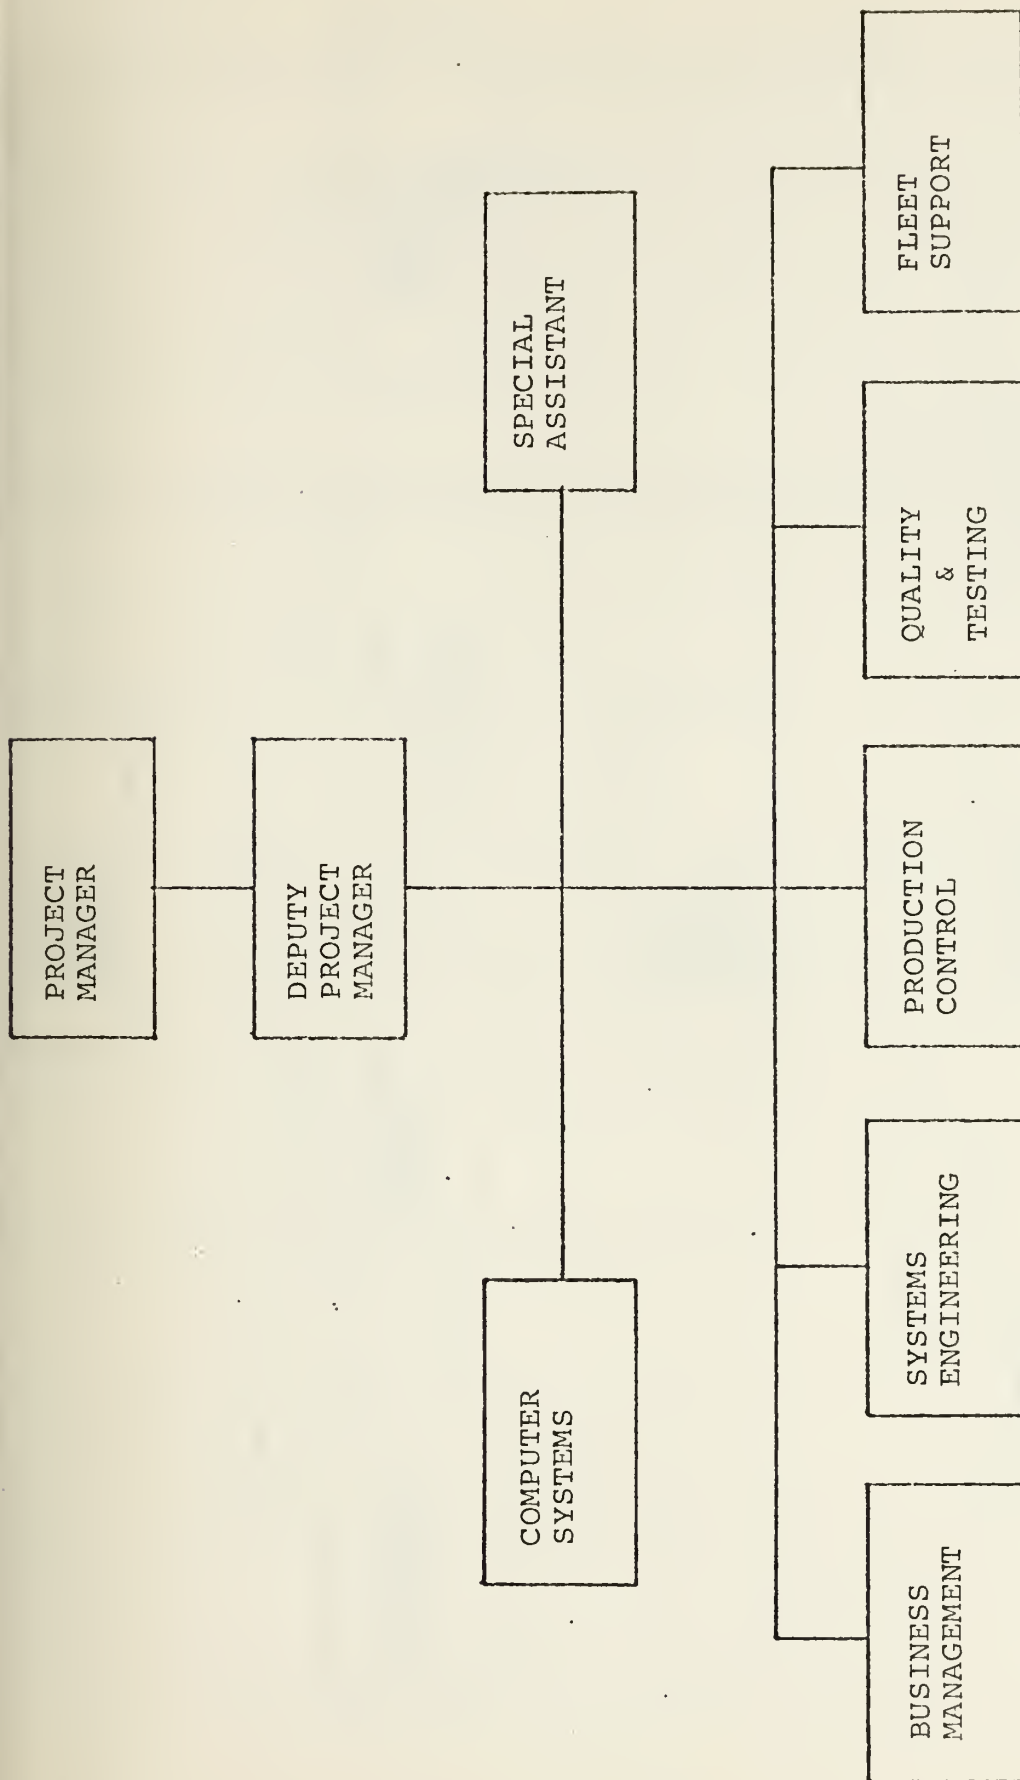 PROJECT
MANAGER
DEPUTY
PROJECT
MANAGER
COMPUTER
SYSTEMS
SPECIAL
ASSISTANT
BUSINESS
MANAGEMENT
SYSTEMS
ENGINEERING
PRODUCTION
CONTROL
QUALITY
&
TESTING
FLEET
SUPPORT